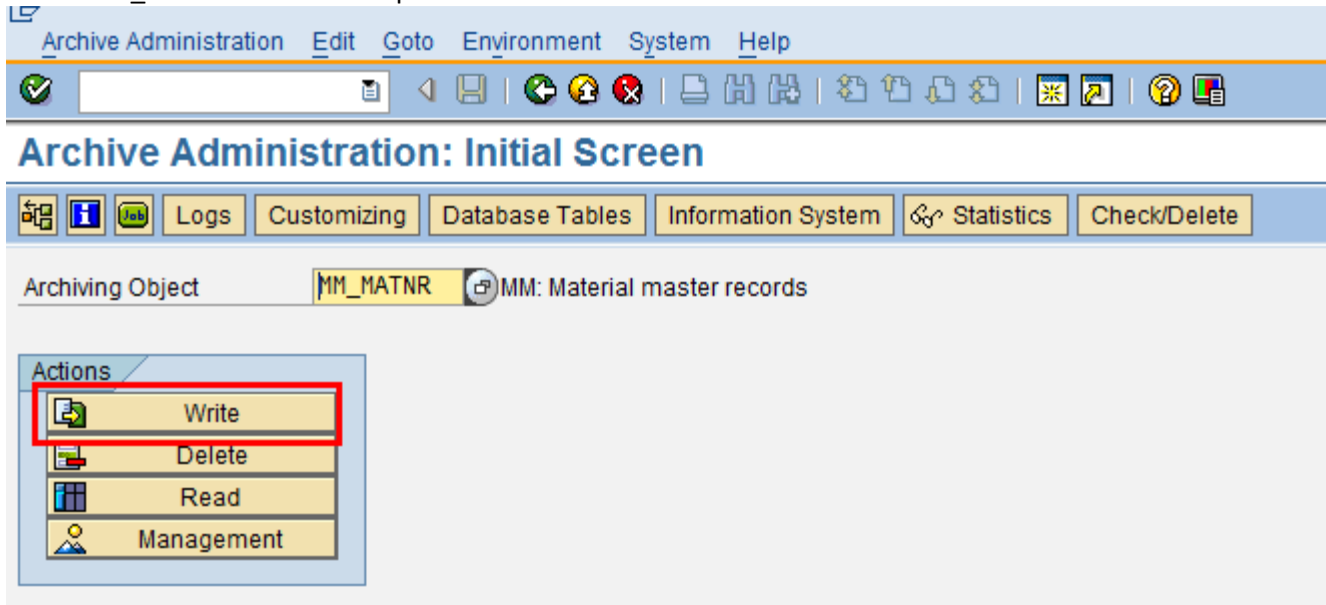 Archive Administration Edit Goto Environment System Help
Archive Administration: Initial Screen
Job Logs Customizing Database Tables Information System Statistics Check/Delete
Archiving Object MM_MATNR MM: Material master records
Actions
Write
Delete
Read
Management